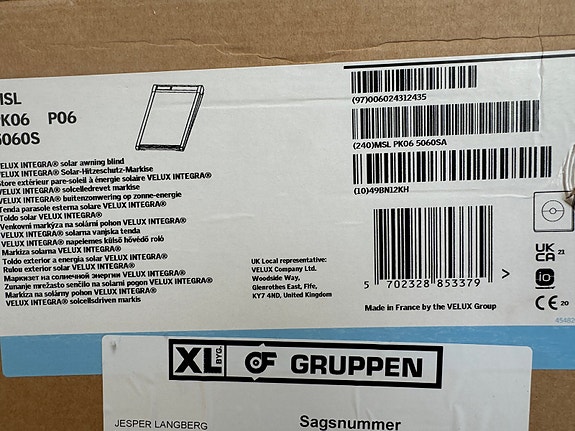 MSL
PK06 P06
5060S
VELUX INTEGRA® solar awning blind
VELUX INTEGRA® Solar-Hitzeschutz-Markise
Store extérieur pare-soleil à énergie solaire VELUX INTEGRA®
VELUX INTEGRA® solcelledrevet markise
VELUX INTEGRA® buitenzonwering op zonne-energie
Tenda parasole esterna solare VELUX INTEGRA®
Toldo solar VELUX INTEGRA®
Venkovní markýza na solární pohon VELUX INTEGRA®
VELUX INTEGRA® solarna vanjska tenda
VELUX INTEGRA® napelemes külső hővédő roló
Markiza solarna VELUX INTEGRA®
Toldo exterior a energia solar VELUX INTEGRA®
Rulou exterior solar VELUX INTEGRA®
Маркизет на солнечной энергии VELUX INTEGRA®
Zunanje mrežasto senčilo na solarni pogon VELUX INTEGRA®
Markíza na solárny pohon VELUX INTEGRA®
VELUX INTEGRA® solcellsdriven markis
UK Local representative:
VELUX Company Ltd.
Woodside Way,
Glenrothes East, Fife,
KY7 4ND, United Kingdom
(97)006024312435
(240)MSL PK06 5060SA
(10)49BN12KH
5 702328 853379 >
Made in France by the VELUX Group
UK CA 21
io
CE 20
XL BYG. OF GRUPPEN
JESPER LANGBERG
Sagsnummer